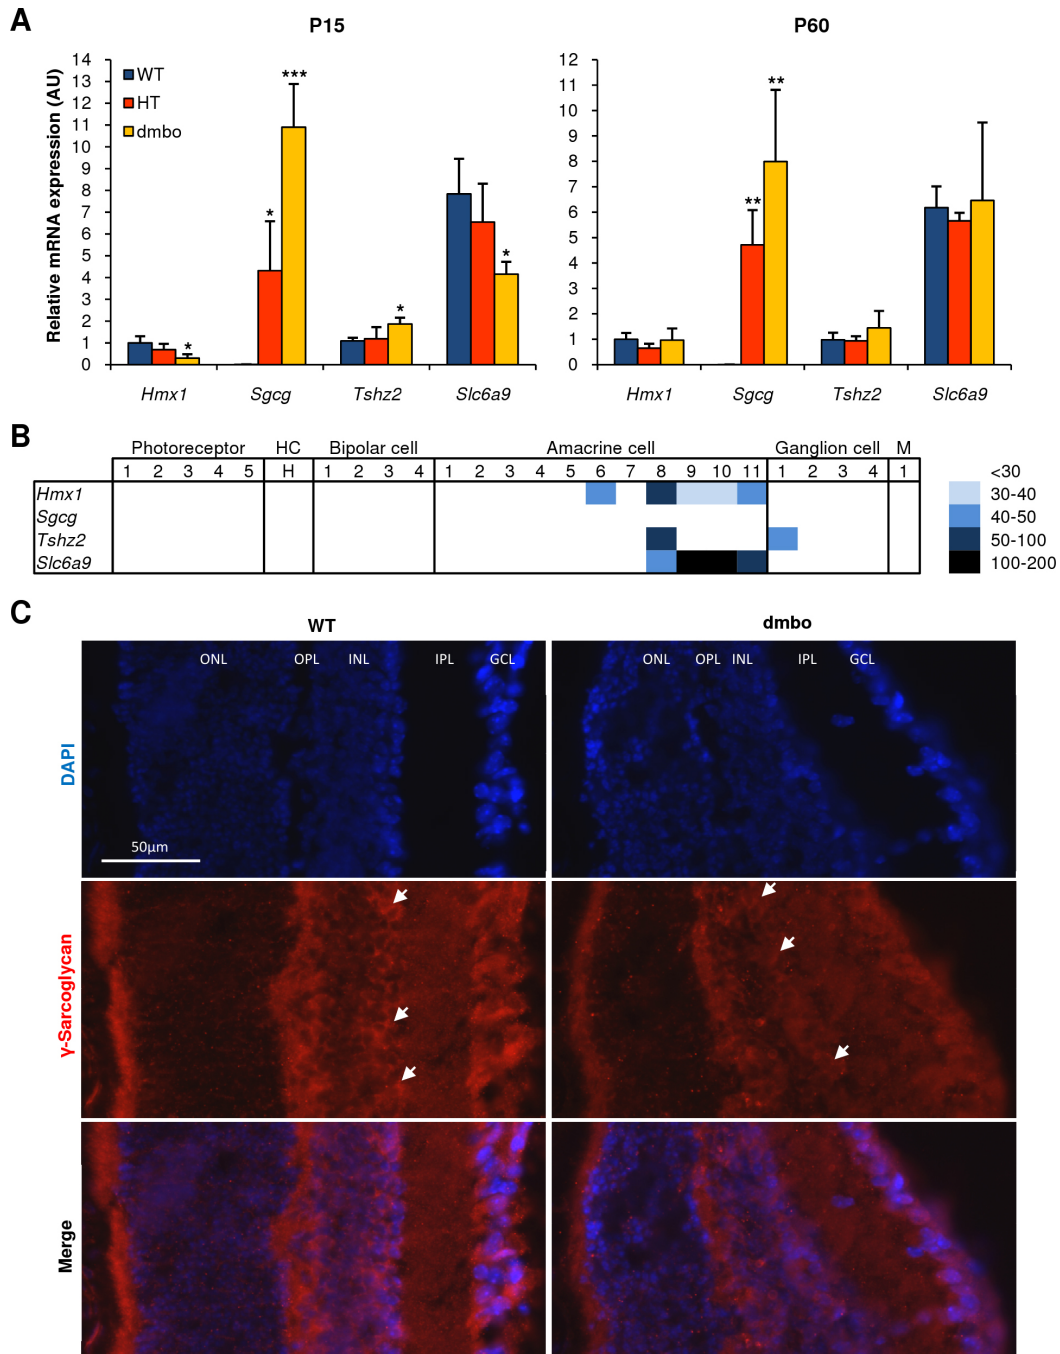 A
P15
P60
Relative mRNA expression (AU)
14
13
12
11
10
9
8
7
6
5
4
3
2
1
0
WT
HT
dmbo
*
*
***
*
*
Hmx1
Sgcg
Tshz2
Slc6a9
12
11
10
9
8
7
6
5
4
3
2
1
0
**
**
Hmx1
Sgcg
Tshz2
Slc6a9
B
Photoreceptor HC Bipolar cell Amacrine cell Ganglion cell M
1 2 3 4 5 H 1 2 3 4 1 2 3 4 5 6 7 8 9 10 11 1 2 3 4 1
Hmx1
Sgcg
Tshz2
Slc6a9
<30
30-40
40-50
50-100
100-200
C
WT
dmbo
ONL OPL INL IPL GCL
ONL OPL INL IPL GCL
DAPI
50µm
γ-Sarcoglycan
Merge